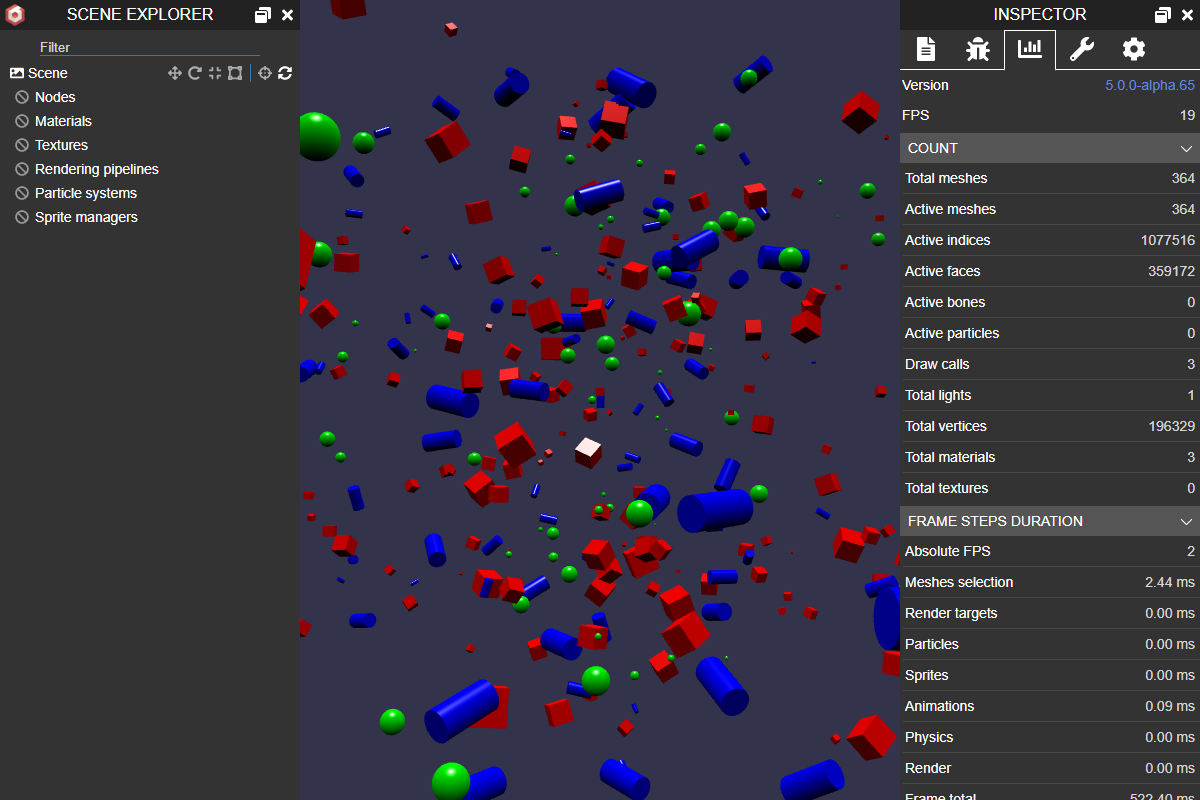 SCENE EXPLORER
Filter
Scene
Nodes
Materials
Textures
Rendering pipelines
Particle systems
Sprite managers
INSPECTOR
Version 5.0.0-alpha.65
FPS 19
COUNT
Total meshes 364
Active meshes 364
Active indices 1077516
Active faces 359172
Active bones 0
Active particles 0
Draw calls 3
Total lights 1
Total vertices 196329
Total materials 3
Total textures 0
FRAME STEPS DURATION
Absolute FPS 2
Meshes selection 2.44 ms
Render targets 0.00 ms
Particles 0.00 ms
Sprites 0.00 ms
Animations 0.09 ms
Physics 0.00 ms
Render 0.00 ms
Frame total 522.40 ms